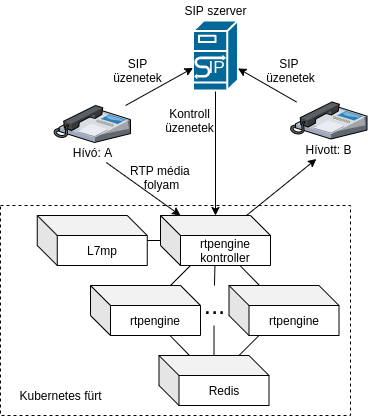 SIP szerver
SIP
üzenetek
SIP
üzenetek
SIP
Kontroll
üzenetek
Hívó: A
Hívott: B
RTP média
folyam
L7mp
rtpengine
kontroller
rtpengine
...
rtpengine
Redis
Kubernetes fürt